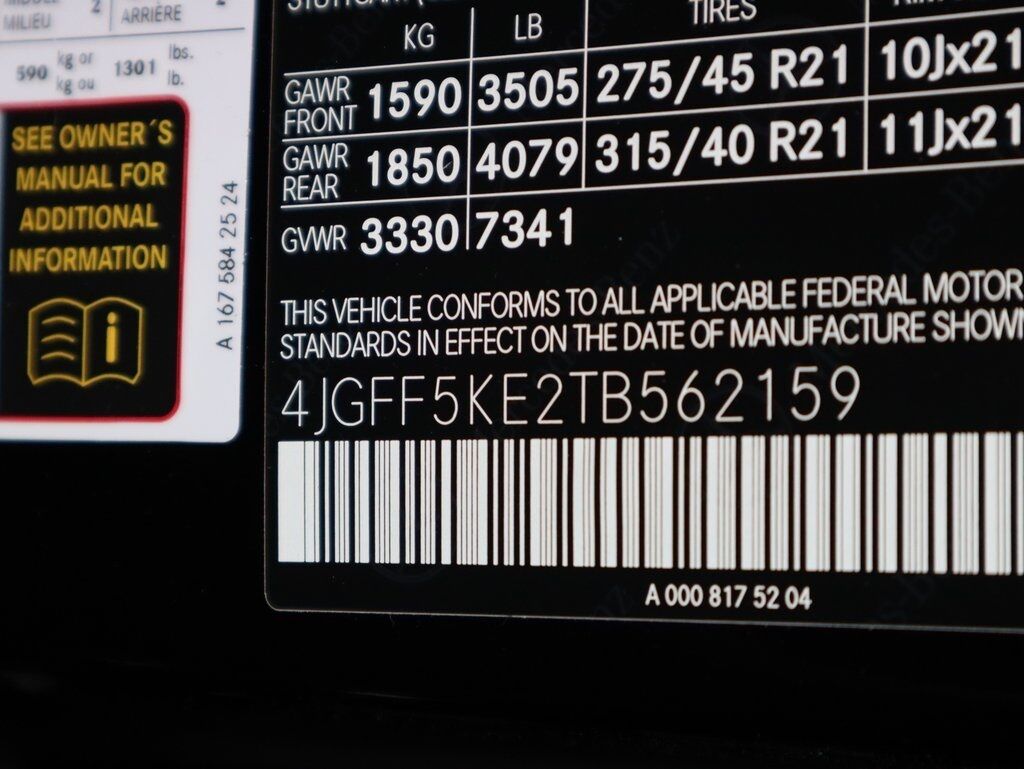 MILIEU
ARRIÈRE
590 kg or 1301 lbs.
kg ou lb.
SEE OWNER´S
MANUAL FOR
ADDITIONAL
INFORMATION
A 167 584 25 24
KG LB TIRES
GAWR FRONT 1590 3505 275/45 R21 10Jx21
GAWR REAR 1850 4079 315/40 R21 11Jx21
GVWR 3330 7341
THIS VEHICLE CONFORMS TO ALL APPLICABLE FEDERAL MOTOR
STANDARDS IN EFFECT ON THE DATE OF MANUFACTURE SHOWN
4JGFF5KE2TB562159
A 000 817 52 04